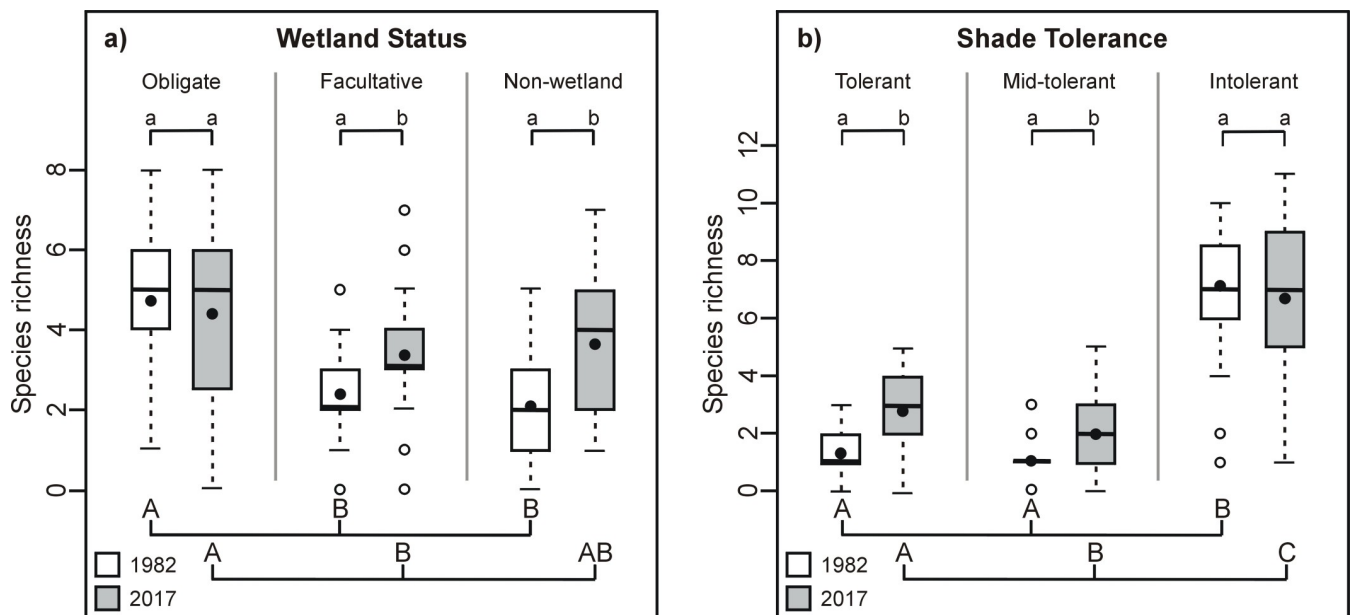 a) Wetland Status
Obligate Facultative Non-wetland
a a a b a b
8
6
4
2
0
Species richness
A B B
A B AB
1982
2017
b) Shade Tolerance
Tolerant Mid-tolerant Intolerant
a b a b a a
12
10
8
6
4
2
0
Species richness
A A B
A B C
1982
2017